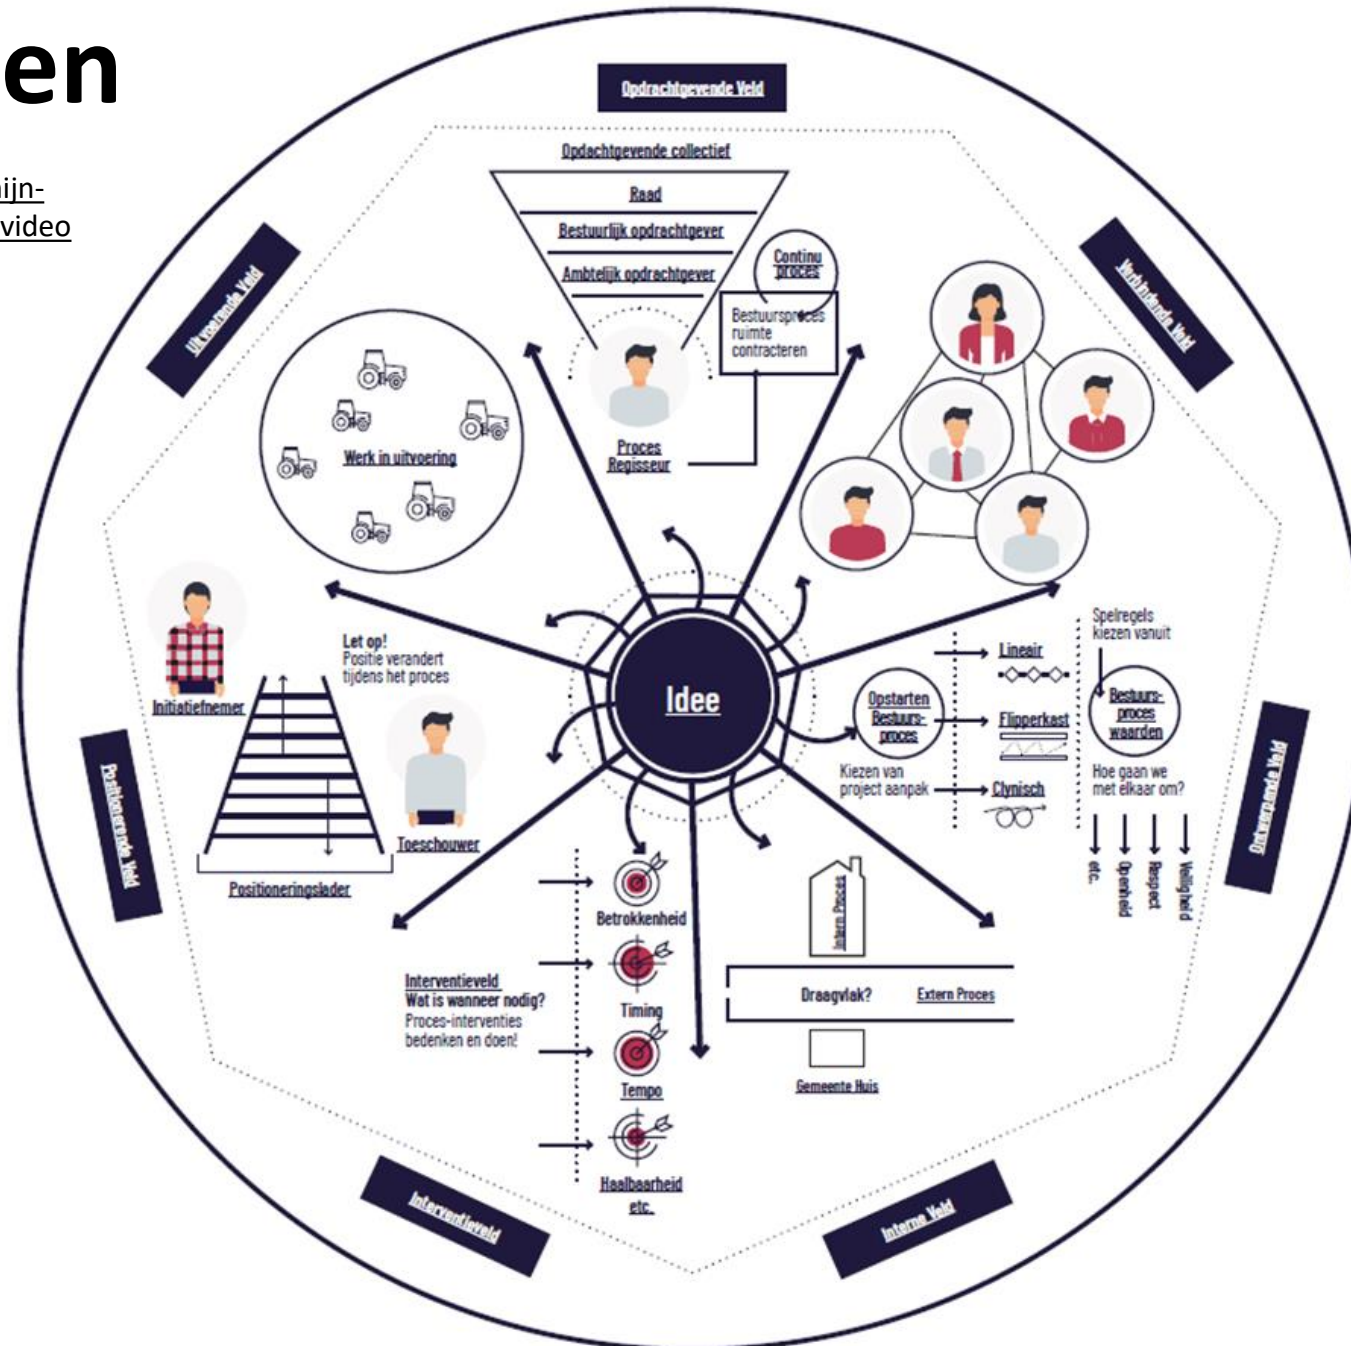 en
ijn-
video
Opdrachtgevende Veld
Opdachtgevende collectief
Raad
Bestuurlijk opdrachtgever
Ambtelijk opdrachtgever
Continu
proces
Bestuursproces
ruimte
contracteren
Proces
Regisseur
Verbindende Veld
Uitvoerende Veld
Werk in uitvoering
Initiatiefnemer
Let op!
Positie verandert
tijdens het proces
Toeschouwer
Positioneringslader
Positionerende Veld
Idee
Opstarten
Bestuurs-
proces
Kiezen van
project aanpak
Lineair
Flipperkast
Clynisch
Spelregels
kiezen vanuit
Bestuurs-
proces
waarden
Hoe gaan we
met elkaar om?
etc.
Openheid
Respect
Veiligheid
Ontwerpende Veld
Interventieveld
Wat is wanneer nodig?
Proces-interventies
bedenken en doen!
Betrokkenheid
Timing
Tempo
Haalbaarheid
etc.
Interventieveld
Intern Proces
Draagvlak?
Extern Proces
Gemeente Huis
Interne Veld